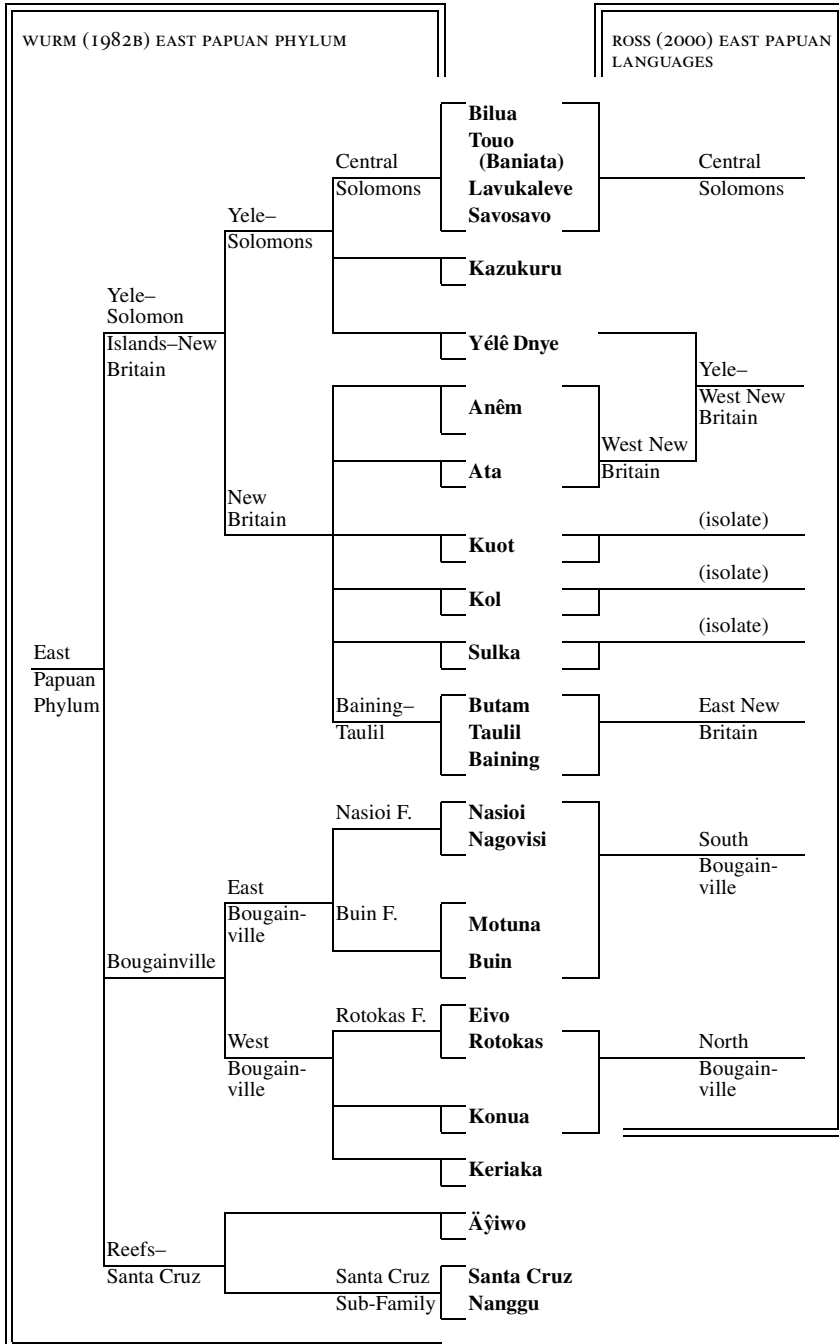 WURM (1982B) EAST PAPUAN PHYLUM
ROSS (2000) EAST PAPUAN
LANGUAGES
East
Papuan
Phylum
Yele–
Solomon
Islands–New
Britain
Yele–
Solomons
Central
Solomons
Bilua
Touo
(Baniata)
Lavukaleve
Savosavo
Central
Solomons
Kazukuru
Yélê Dnye
Yele–
West New
Britain
New
Britain
Anêm
Ata
West New
Britain
Kuot
(isolate)
Kol
(isolate)
Sulka
(isolate)
Baining–
Taulil
Butam
Taulil
Baining
East New
Britain
Bougainville
East
Bougain-
ville
Nasioi F.
Nasioi
Nagovisi
South
Bougain-
ville
Buin F.
Motuna
Buin
West
Bougain-
ville
Rotokas F.
Eivo
Rotokas
North
Bougain-
ville
Konua
Keriaka
Reefs–
Santa Cruz
Äŷiwo
Santa Cruz
Sub-Family
Santa Cruz
Nanggu